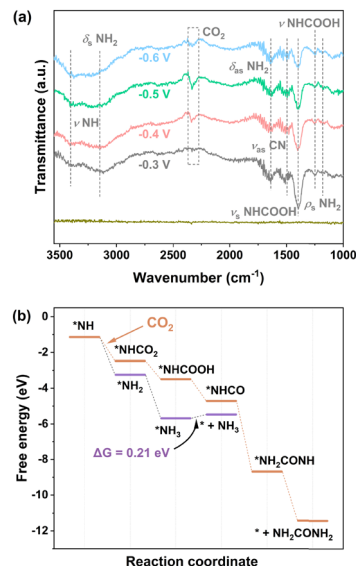 (a)
ν NHCOOH
δs NH2
CO2
δas NH2
-0.6 V
-0.5 V
ν NH
-0.4 V
νas CN
-0.3 V
νs NHCOOH
ρs NH2
Transmittance (a.u.)
3500 3000 2500 2000 1500 1000
Wavenumber (cm-1)
(b)
0
-2
-4
-6
-8
-10
-12
Free energy (eV)
*NH
CO2
*NHCO2
*NH2
*NHCOOH
*NHCO
*NH3
* + NH3
ΔG = 0.21 eV
*NH2CONH
* + NH2CONH2
Reaction coordinate